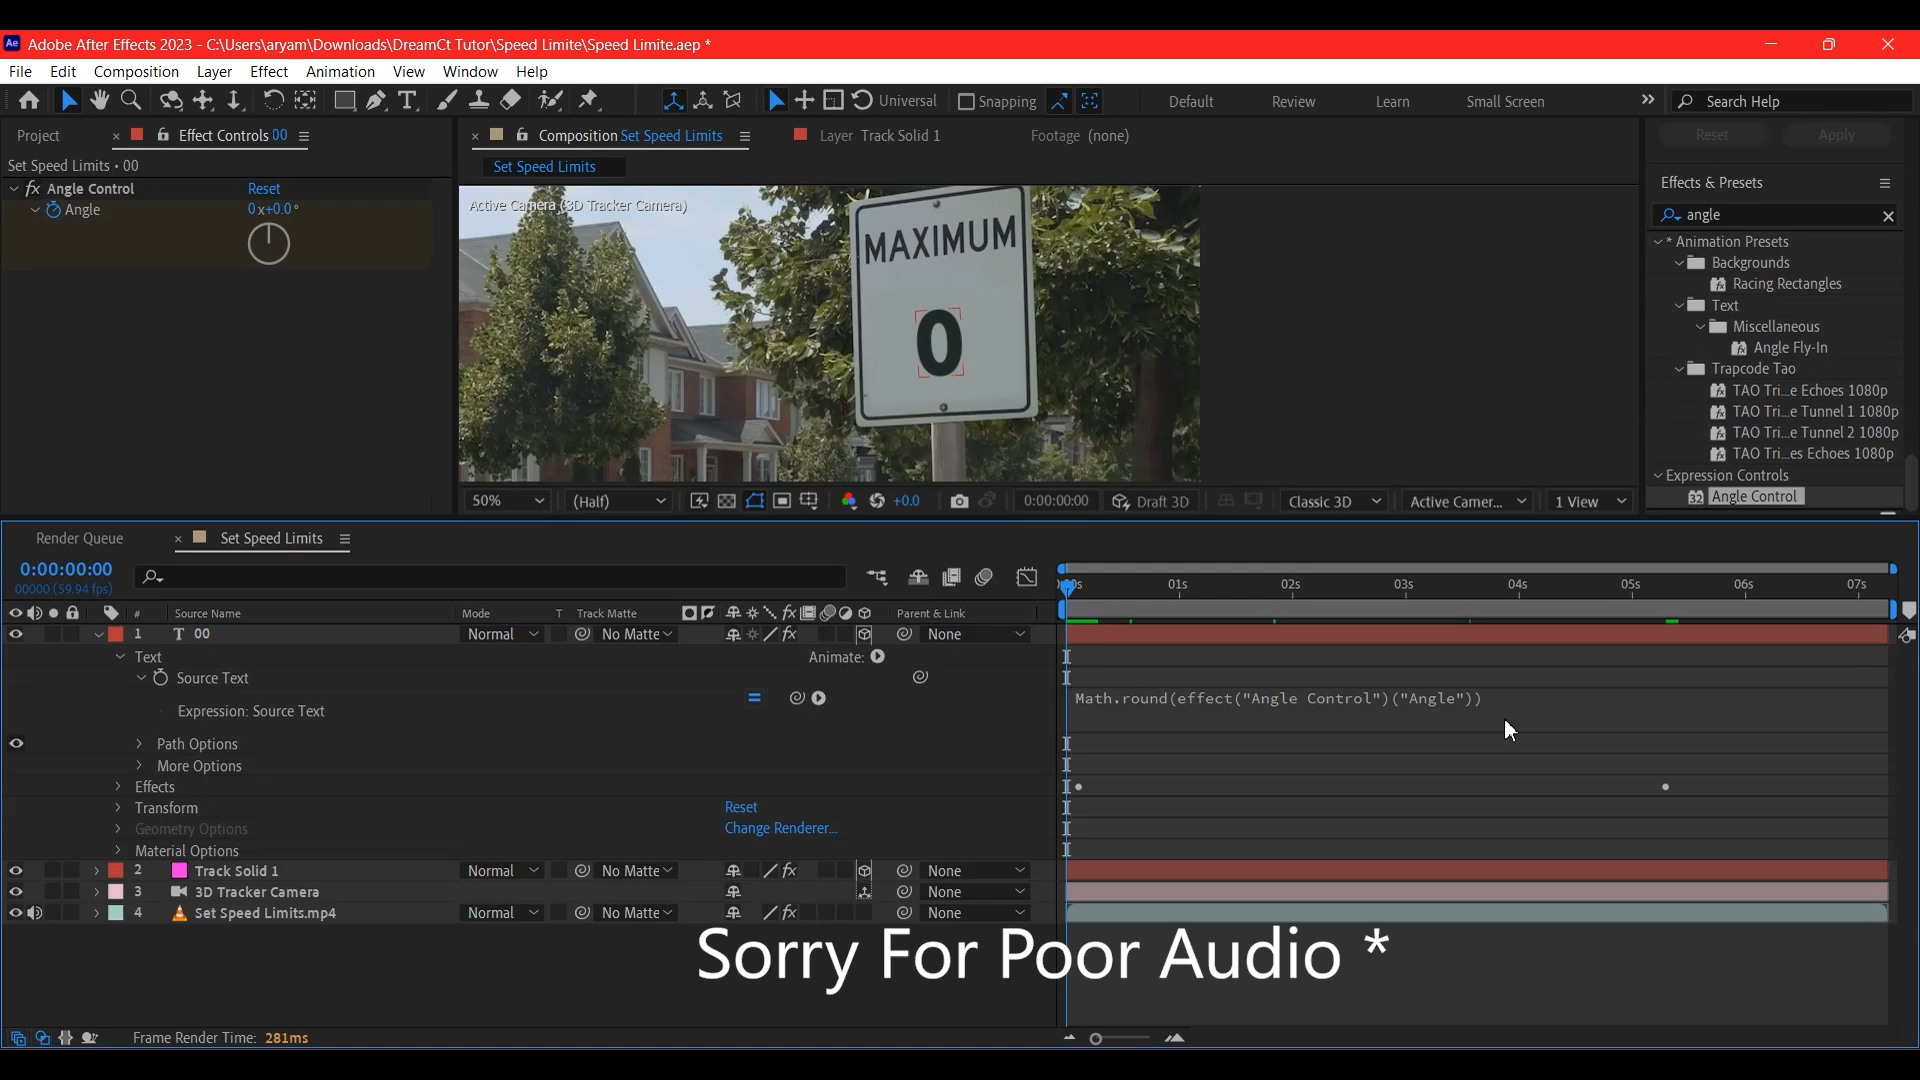 Adobe After Effects 2023 - C:\Users\aryam\Downloads\DreamCt Tutor\Speed Limite\Speed Limite.aep *
File Edit Composition Layer Effect Animation View Window Help
Universal Snapping Default Review Learn Small Screen Search Help
Project Effect Controls 00 Composition Set Speed Limits Layer Track Solid 1 Footage (none) Reset Apply
Set Speed Limits • 00
Set Speed Limits
fx Angle Control Reset
Angle 0x+0.0°
Active Camera (3D Tracker Camera)
MAXIMUM
0
Effects & Presets
angle
* Animation Presets
Backgrounds
Racing Rectangles
Text
Miscellaneous
Angle Fly-In
Trapcode Tao
TAO Tri...e Echoes 1080p
TAO Tri...e Tunnel 1 1080p
TAO Tri...e Tunnel 2 1080p
TAO Tri...es Echoes 1080p
Expression Controls
Angle Control
50% (Half) +0.0 0:00:00:00 Draft 3D Classic 3D Active Camer... 1 View
Render Queue Set Speed Limits
0:00:00:00
00000 (59.94 fps)
01s 02s 03s 04s 05s 06s 07s
# Source Name Mode T Track Matte fx Parent & Link
1 T 00 Normal No Matte fx None
Text Animate:
Source Text
Math.round(effect("Angle Control")("Angle"))
Expression: Source Text
Path Options
More Options
Effects
Transform Reset
Geometry Options Change Renderer...
Material Options
2 Track Solid 1 Normal No Matte fx None
3 3D Tracker Camera None
4 Set Speed Limits.mp4 Normal No Matte fx None
Sorry For Poor Audio *
Frame Render Time: 281ms